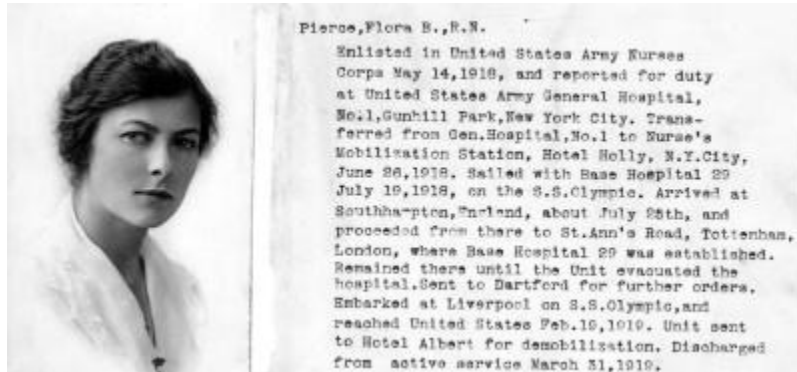 Pierce,Flora B.,R.N.
Enlisted in United States Army Nurses
Corps May 14,1918, and reported for duty
at United States Army General Hospital,
No.1,Gunhill Park,New York City. Trans-
ferred from Gen.Hospital,No.1 to Nurse's
Mobilization Station, Hotel Holly, N.Y.City,
June 26,1918. Sailed with Base Hospital 29
July 19,1918, on the S.S.Olympic. Arrived at
Southhampton,England, about July 25th, and
proceeded from there to St.Ann's Road, Tottenham,
London, where Base Hospital 29 was established.
Remained there until the Unit evacuated the
hospital.Sent to Dartford for further orders.
Embarked at Liverpool on S.S.Olympic,and
reached United States Feb.19,1919. Unit sent
to Hotel Albert for demobilization. Discharged
from active service March 31,1919.